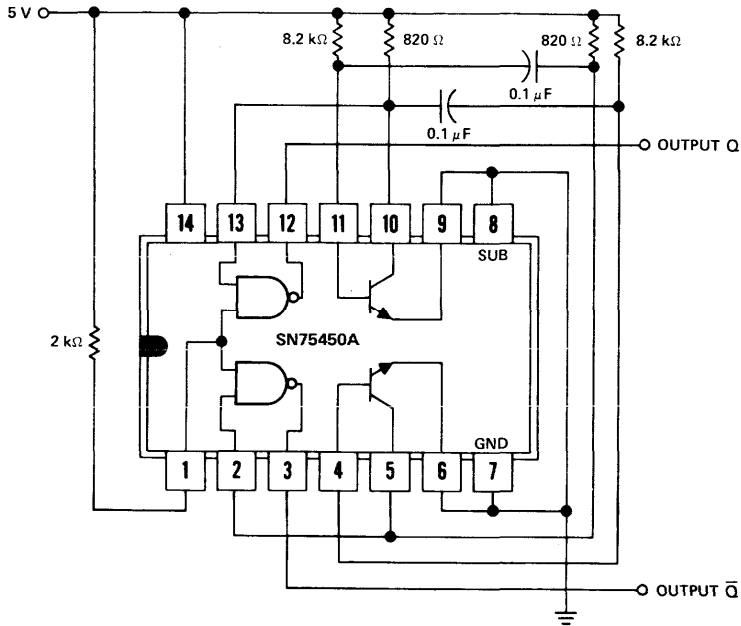 5 V
8.2 kΩ
820 Ω
820 Ω
8.2 kΩ
0.1 μF
0.1 μF
OUTPUT Q
14
13
12
11
10
9
8
SUB
SN75450A
2 kΩ
GND
1
2
3
4
5
6
7
OUTPUT Q̅